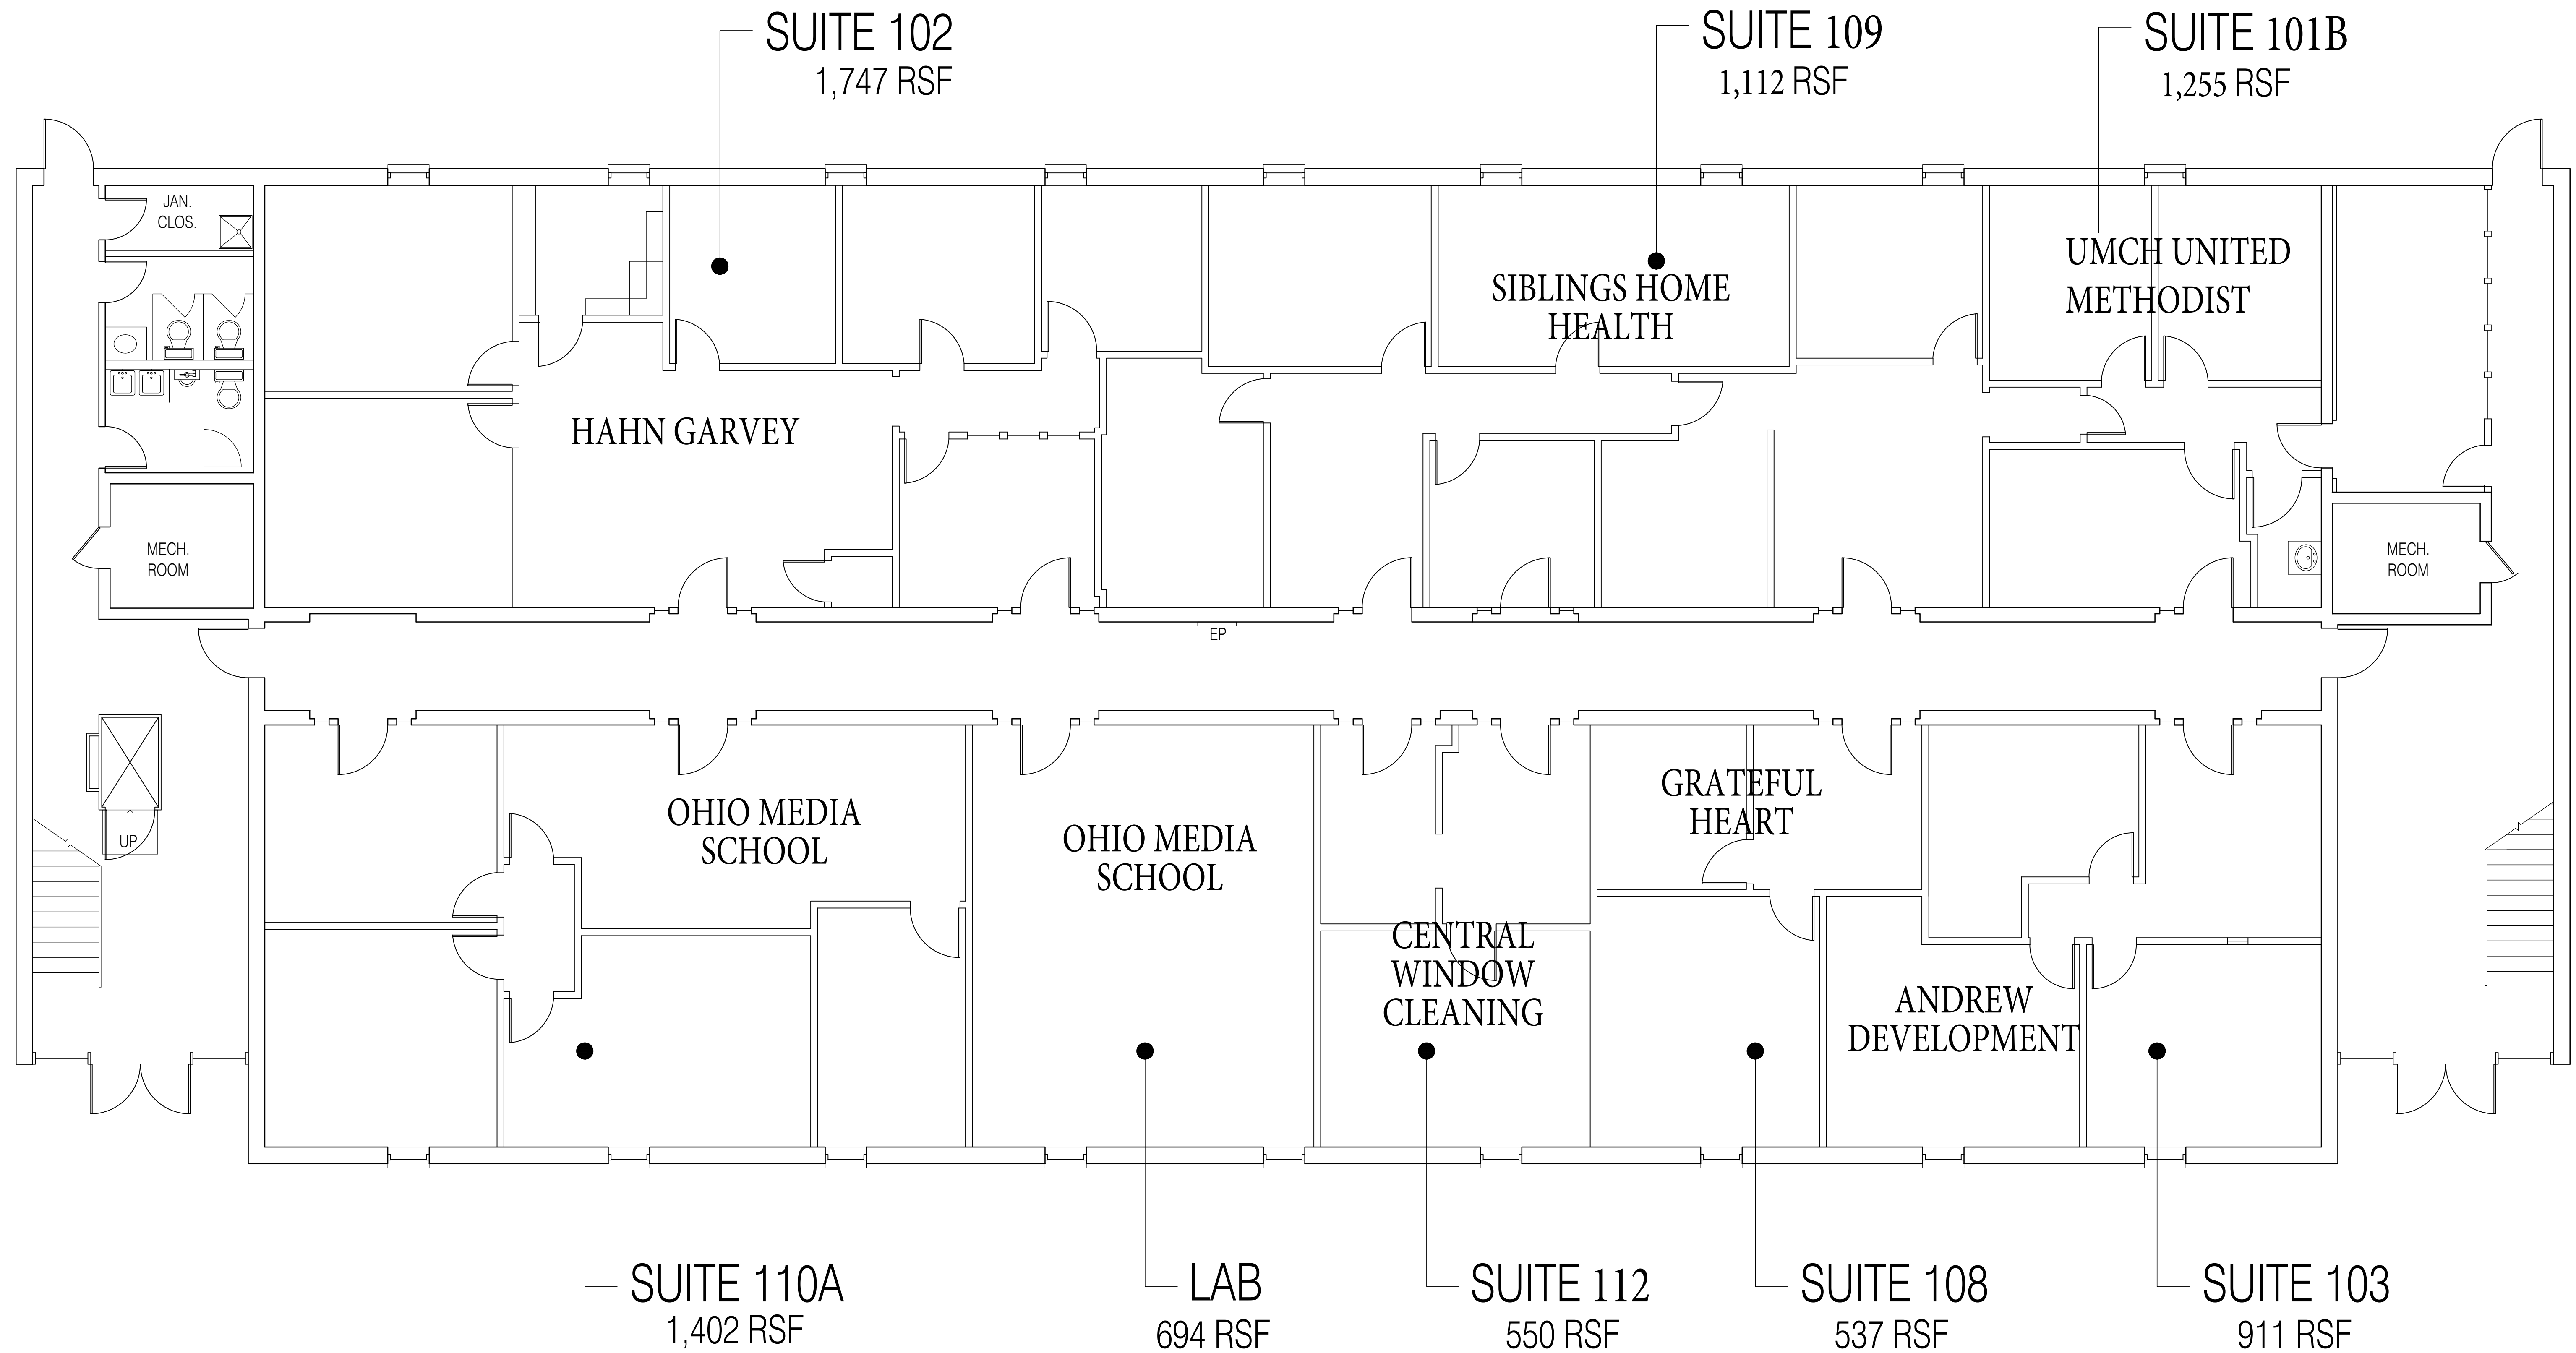 SUITE 102
1,747 RSF
SUITE 109
1,112 RSF
SUITE 101B
1,255 RSF
JAN.
CLOS.
UMCH UNITED
METHODIST
SIBLINGS HOME
HEALTH
HAHN GARVEY
MECH.
ROOM
MECH.
ROOM
EP
UP
OHIO MEDIA
SCHOOL
OHIO MEDIA
SCHOOL
GRATEFUL
HEART
CENTRAL
WINDOW
CLEANING
ANDREW
DEVELOPMENT
SUITE 110A
1,402 RSF
LAB
694 RSF
SUITE 112
550 RSF
SUITE 108
537 RSF
SUITE 103
911 RSF